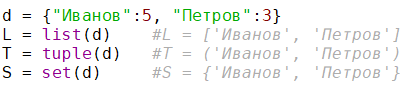 d = {"Иванов":5, "Петров":3}
L = list(d)    #L = ['Иванов', 'Петров']
T = tuple(d)   #T = ('Иванов', 'Петров')
S = set(d)     #S = {'Иванов', 'Петров'}